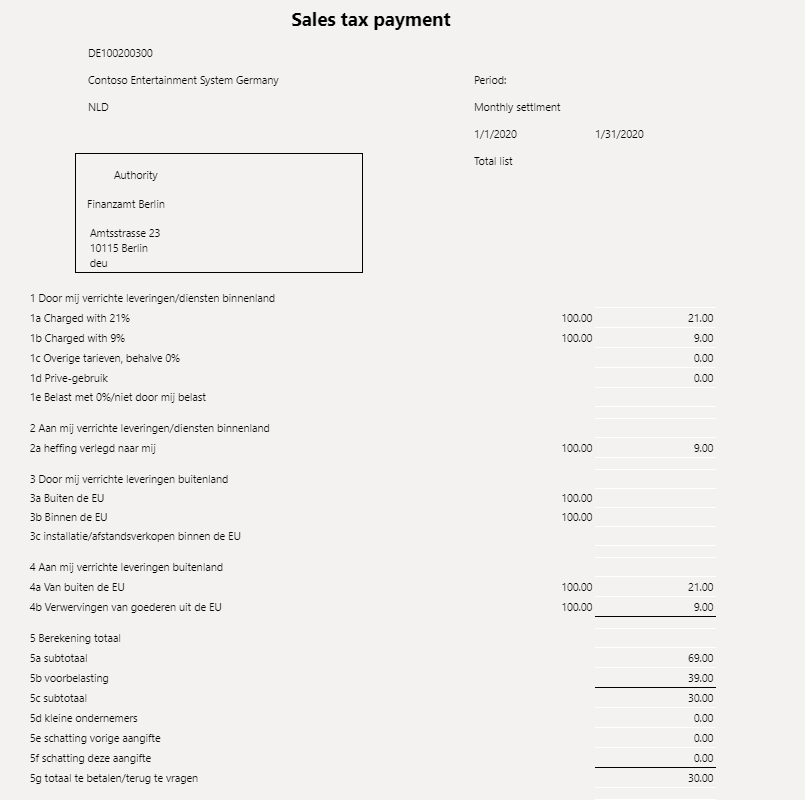 Sales tax payment
DE100200300
Contoso Entertainment System Germany
Period:
NLD
Monthly settlment
1/1/2020 1/31/2020
Total list
Authority
Finanzamt Berlin
Amtsstrasse 23
10115 Berlin
deu
1 Door mij verrichte leveringen/diensten binnenland
1a Charged with 21% 100.00 21.00
1b Charged with 9% 100.00 9.00
1c Overige tarieven, behalve 0% 0.00
1d Prive-gebruik 0.00
1e Belast met 0%/niet door mij belast
2 Aan mij verrichte leveringen/diensten binnenland
2a heffing verlegd naar mij 100.00 9.00
3 Door mij verrichte leveringen buitenland
3a Buiten de EU 100.00
3b Binnen de EU 100.00
3c installatie/afstandsverkopen binnen de EU
4 Aan mij verrichte leveringen buitenland
4a Van buiten de EU 100.00 21.00
4b Verwervingen van goederen uit de EU 100.00 9.00
5 Berekening totaal
5a subtotaal 69.00
5b voorbelasting 39.00
5c subtotaal 30.00
5d kleine ondernemers 0.00
5e schatting vorige aangifte 0.00
5f schatting deze aangifte 0.00
5g totaal te betalen/terug te vragen 30.00